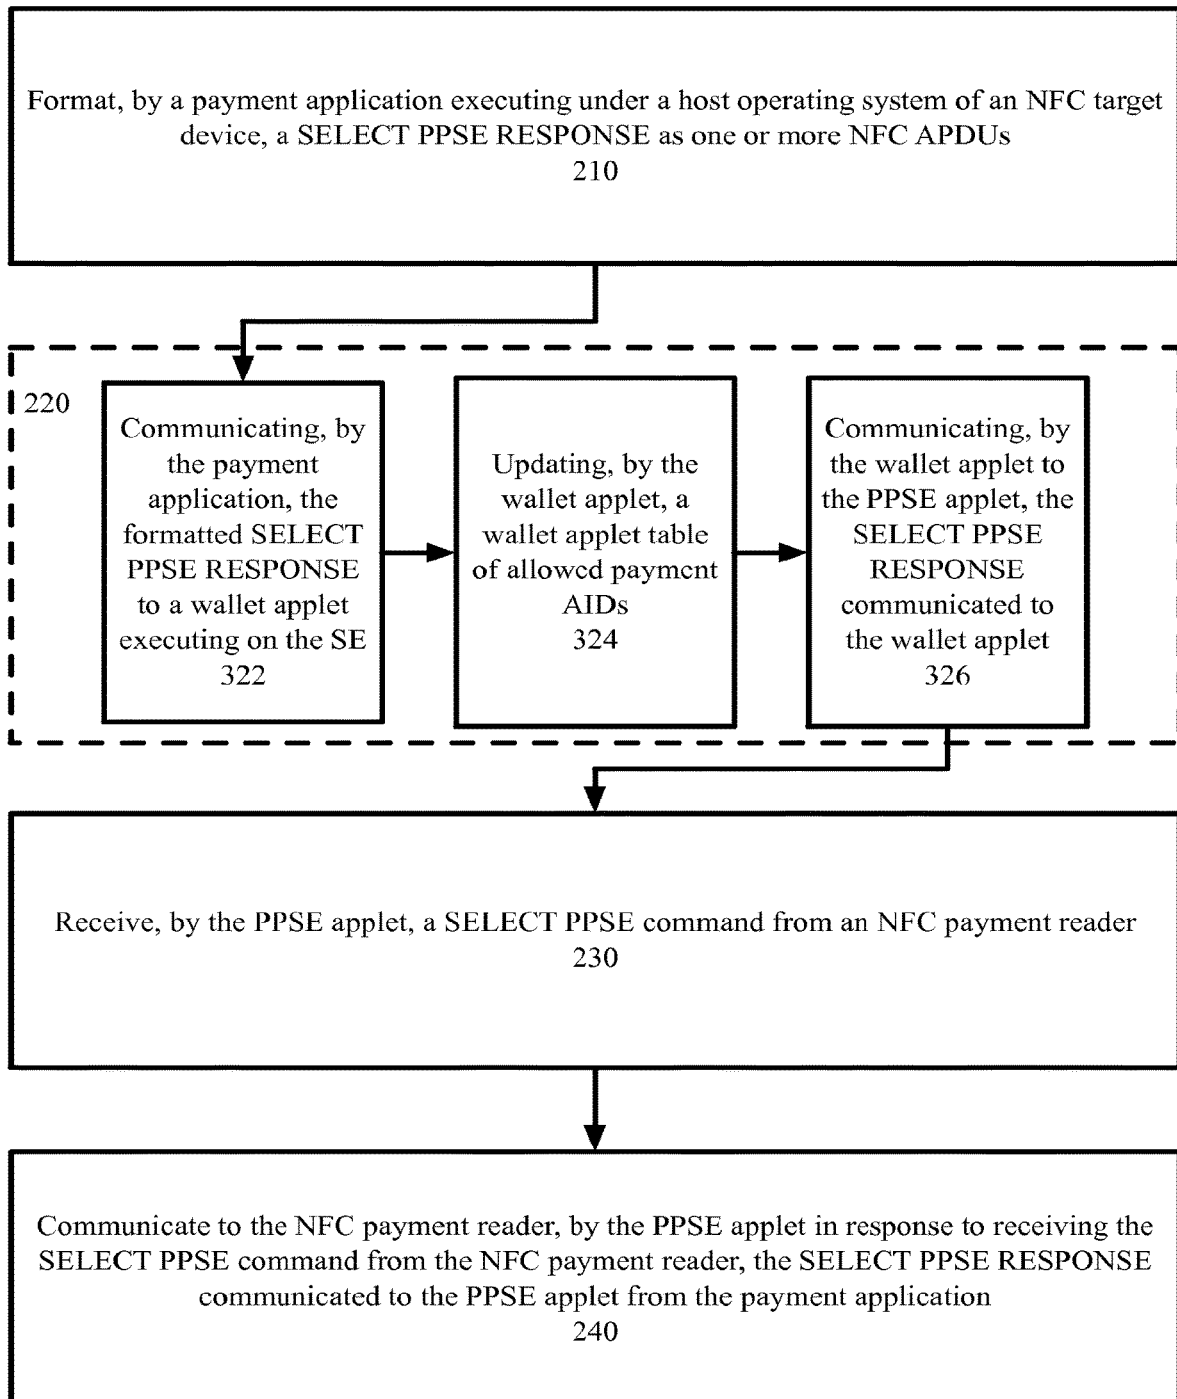 Format, by a payment application executing under a host operating system of an NFC target
device, a SELECT PPSE RESPONSE as one or more NFC APDUs
210
220
Communicating, by
the payment
application, the
formatted SELECT
PPSE RESPONSE
to a wallet applet
executing on the SE
322
Updating, by the
wallet applet, a
wallet applet table
of allowed payment
AIDs
324
Communicating, by
the wallet applet to
the PPSE applet, the
SELECT PPSE
RESPONSE
communicated to
the wallet applet
326
Receive, by the PPSE applet, a SELECT PPSE command from an NFC payment reader
230
Communicate to the NFC payment reader, by the PPSE applet in response to receiving the
SELECT PPSE command from the NFC payment reader, the SELECT PPSE RESPONSE
communicated to the PPSE applet from the payment application
240